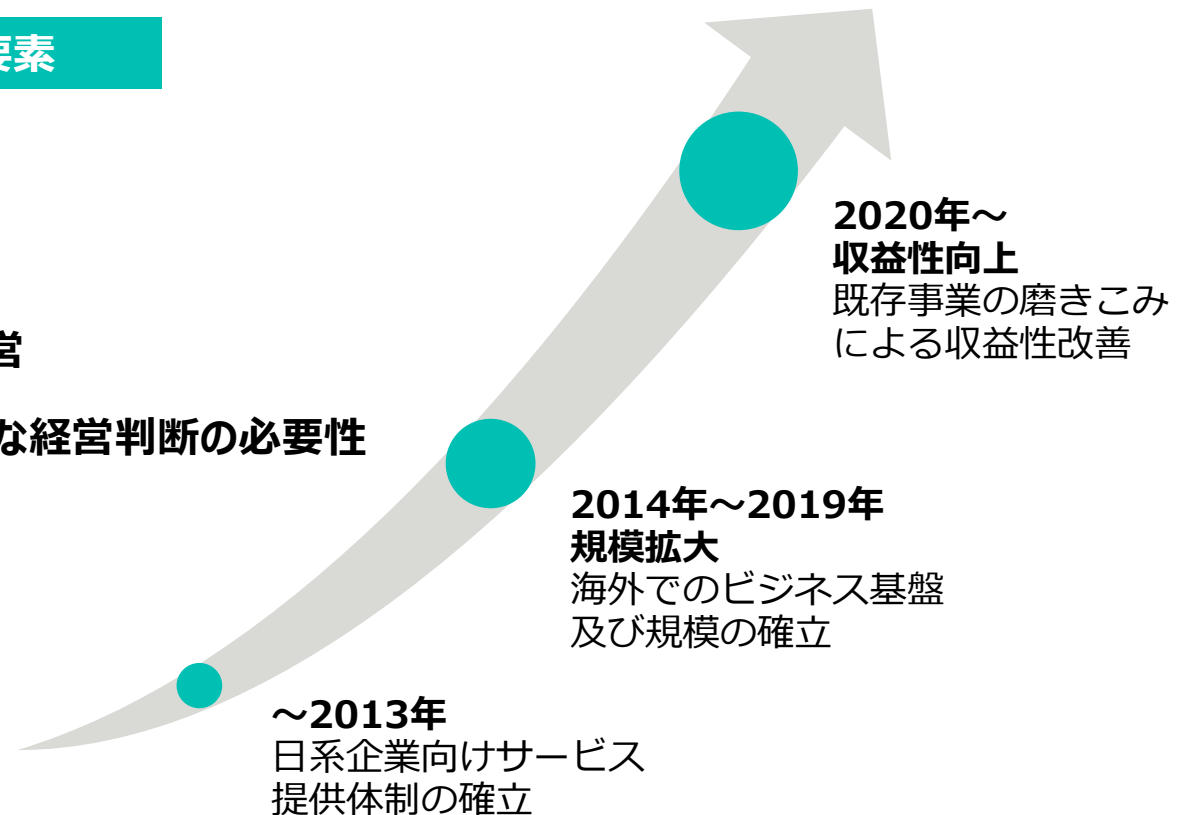 要素
営
な経営判断の必要性
2020年～
収益性向上
既存事業の磨きこみ
による収益性改善
2014年～2019年
規模拡大
海外でのビジネス基盤
及び規模の確立
～2013年
日系企業向けサービス
提供体制の確立